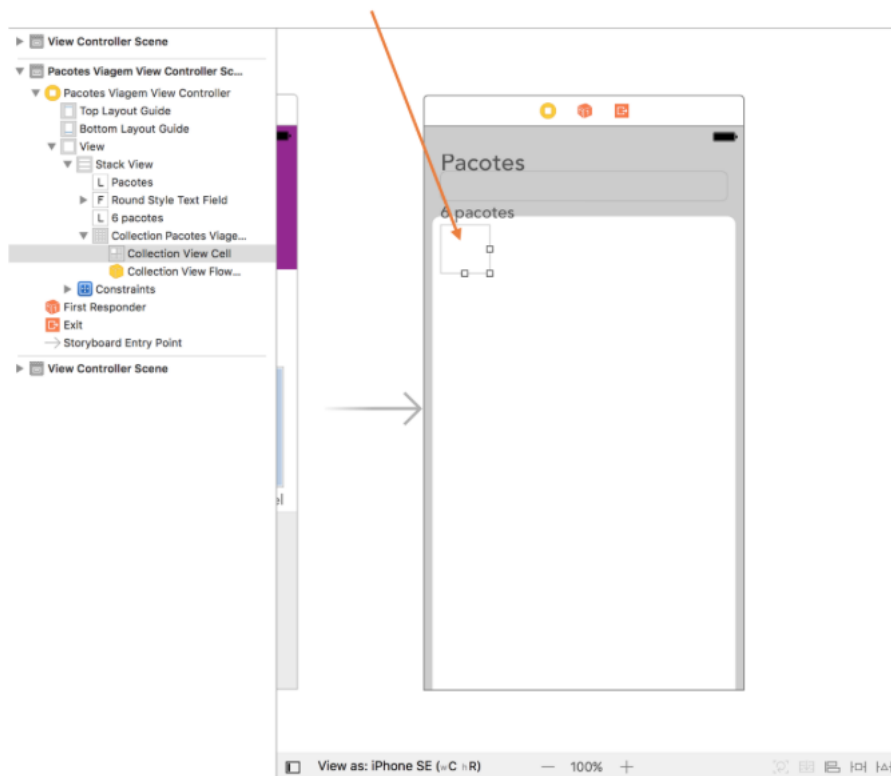 View Controller Scene
Pacotes Viagem View Controller Sc...
Pacotes Viagem View Controller
Top Layout Guide
Bottom Layout Guide
View
Stack View
L Pacotes
F Round Style Text Field
L 6 pacotes
Collection Pacotes Viage...
Collection View Cell
Collection View Flow...
Constraints
First Responder
Exit
Storyboard Entry Point
View Controller Scene
Pacotes
6 pacotes
el
View as: iPhone SE (wC hR) — 100% +